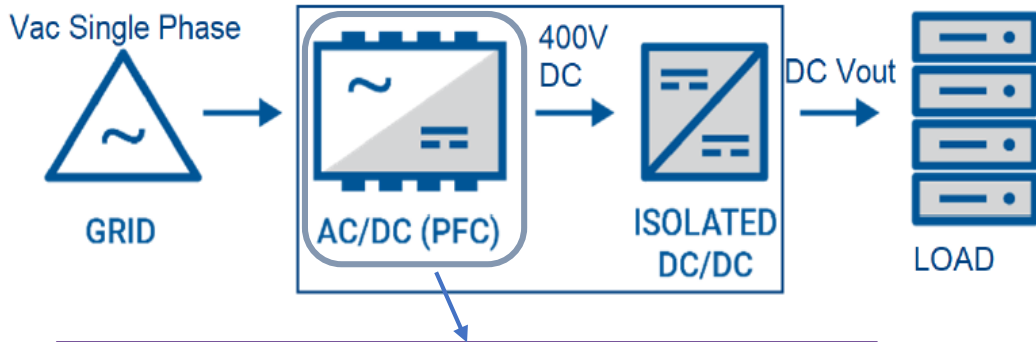 Vac Single Phase
GRID
AC/DC (PFC)
400V
DC
ISOLATED
DC/DC
DC Vout
LOAD